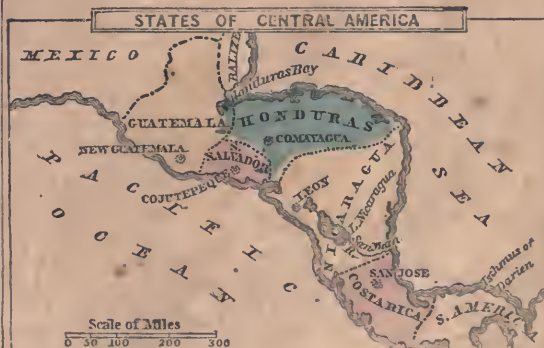 STATES OF CENTRAL AMERICA
MEXICO
BELIZE
CARIBBEAN SEA
Honduras Bay
GUATEMALA
HONDURAS
COMAYAGUA
NEW GUATEMALA
SALVADOR
COJUTEPEQUE
LEON
NICARAGUA
L. Nicaragua
San Juan R.
PACIFIC OCEAN
SAN JOSE
COSTA RICA
Isthmus of Darien
S. AMERICA
Scale of Miles
0 50 100 200 300